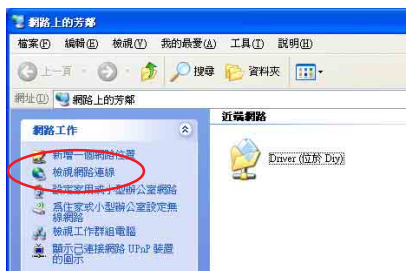 網路上的芳鄰
檔案(F) 編輯(E) 檢視(V) 我的最愛(A) 工具(T) 說明(H)
上一頁 搜尋 資料夾
網址(D) 網路上的芳鄰
近端網路
網路工作
新增一個網路位置
檢視網路連線
設定家用或小型辦公室網路
爲住家或小型辦公室設定無
線網路
檢視工作群組電腦
顯示已連接網路 UPnP 裝置
的圖示
Driver (位於 Diy)